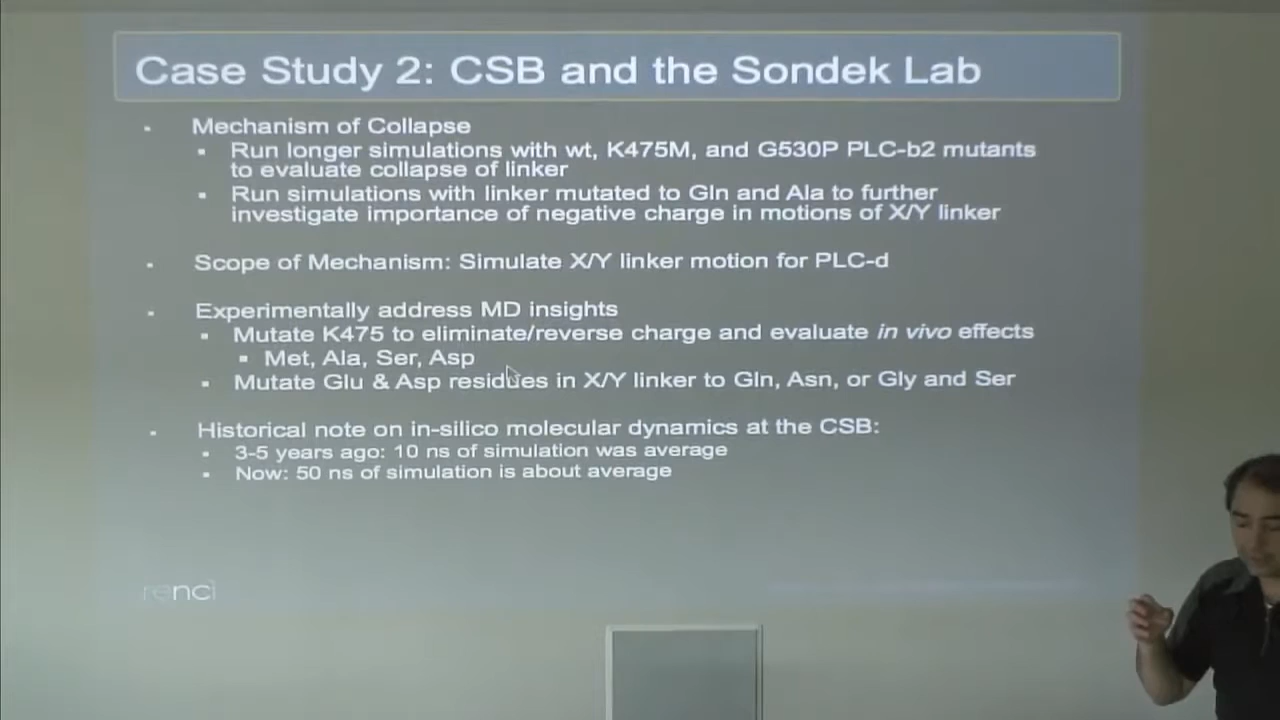 Case Study 2: CSB and the Sondek Lab
Mechanism of Collapse
Run longer simulations with wt, K475M, and G530P PLC-b2 mutants
to evaluate collapse of linker
Run simulations with linker mutated to Gln and Ala to further
investigate importance of negative charge in motions of X/Y linker
Scope of Mechanism: Simulate X/Y linker motion for PLC-d
Experimentally address MD insights
Mutate K475 to eliminate/reverse charge and evaluate in vivo effects
Met, Ala, Ser, Asp
Mutate Glu & Asp residues in X/Y linker to Gln, Asn, or Gly and Ser
Historical note on in-silico molecular dynamics at the CSB:
3-5 years ago: 10 ns of simulation was average
Now: 50 ns of simulation is about average
renci